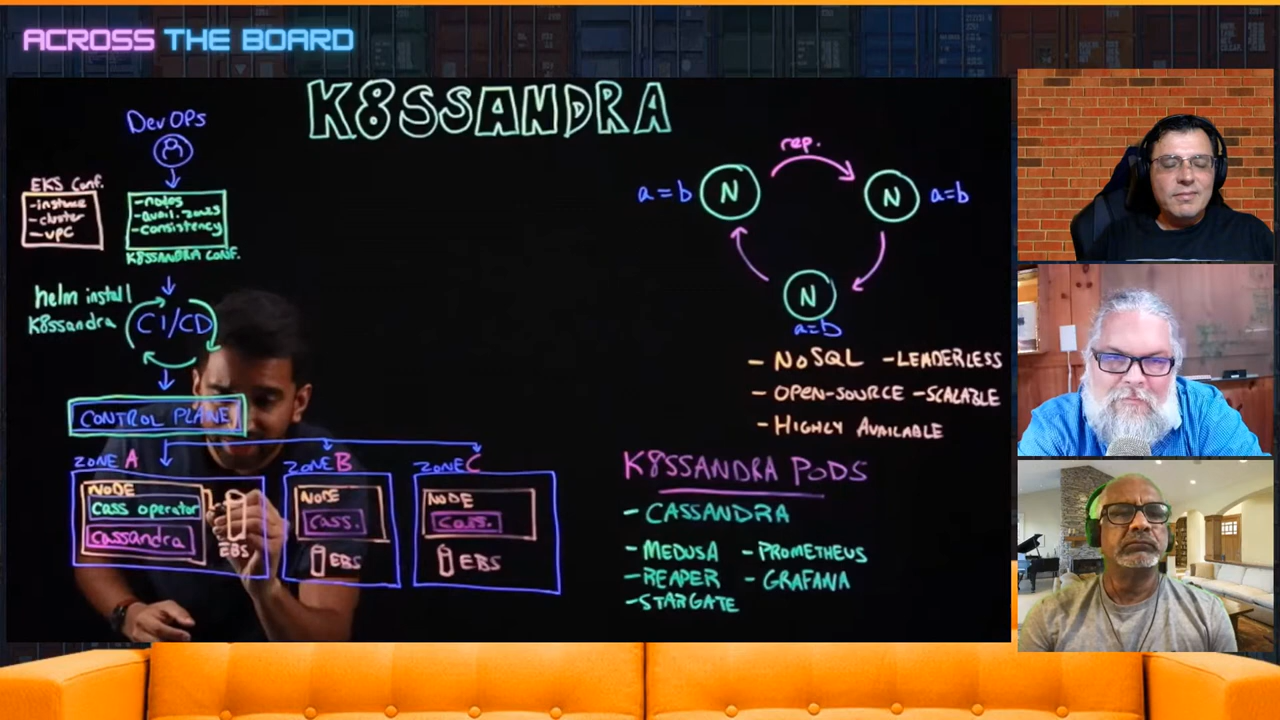 ACROSS THE BOARD
K8SSANDRA
DevOPs
EKS Conf.
-instance
-cluster
-VPC
-nodes
-avail. zones
-consistency
K8SSANDRA CONF.
helm install
K8ssandra
CI/CD
CONTROL PLANE
ZONE A
NODE
cass operator
cassandra
EBS
ZONE B
NODE
cass.
EBS
ZONE C
NODE
cass.
EBS
rep.
a=b
N
N
a=b
N
a=b
- NoSQL -LEADERLESS
- OPEN-SOURCE -SCALABLE
- HIGHLY AVAILABLE
K8SSANDRA PODS
- CASSANDRA
- MEDUSA - PROMETHEUS
- REAPER - GRAFANA
- STARGATE